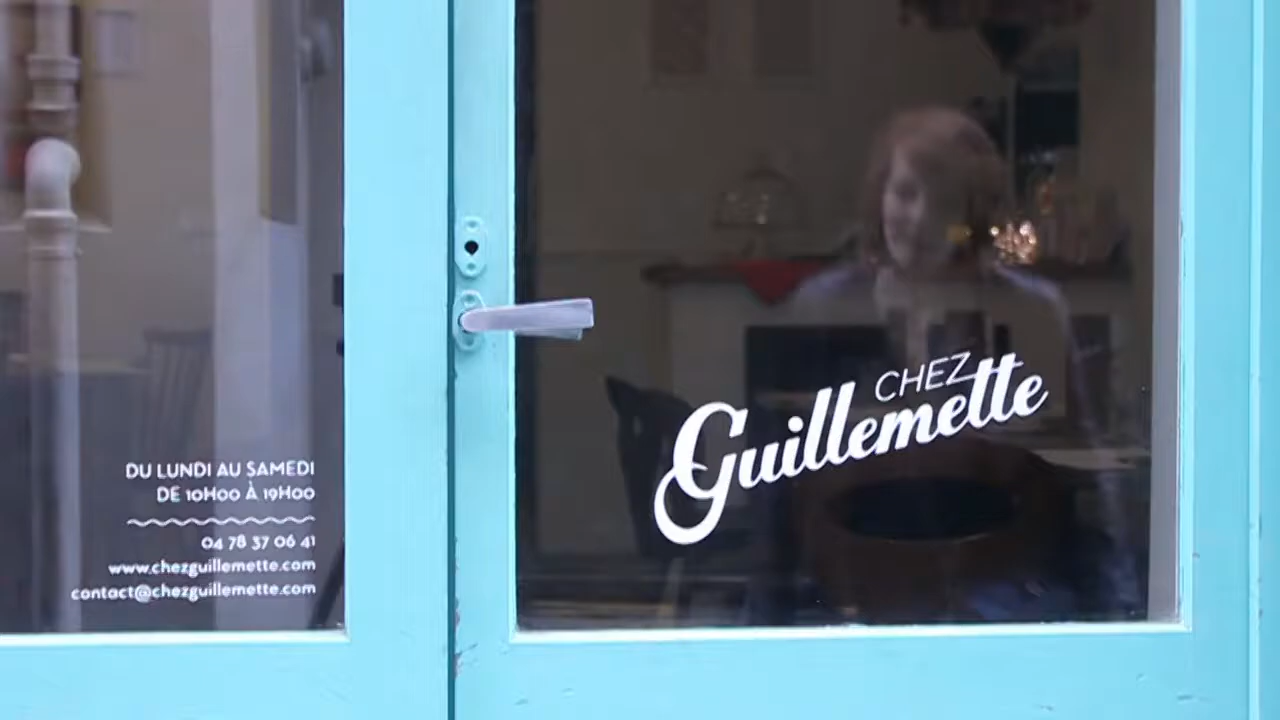 DU LUNDI AU SAMEDI
DE 10H00 À 19H00
04 78 37 06 41
www.chezguillemette.com
contact@chezguillemette.com
CHEZ
Guillemette